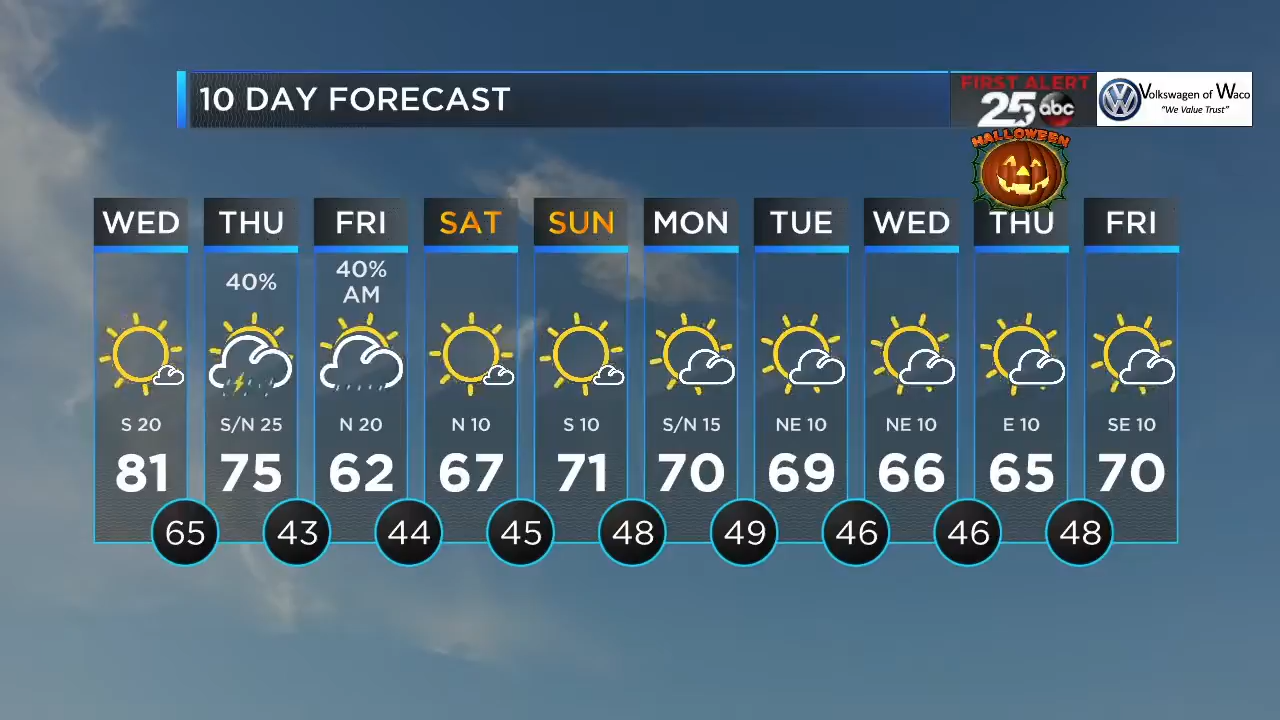 10 DAY FORECAST
FIRST ALERT
25 abc
Volkswagen of Waco
"We Value Trust"
HALLOWEEN
WED THU FRI SAT SUN MON TUE WED THU FRI
40% 40%
AM
S 20 S/N 25 N 20 N 10 S 10 S/N 15 NE 10 NE 10 E 10 SE 10
81 75 62 67 71 70 69 66 65 70
65 43 44 45 48 49 46 46 48